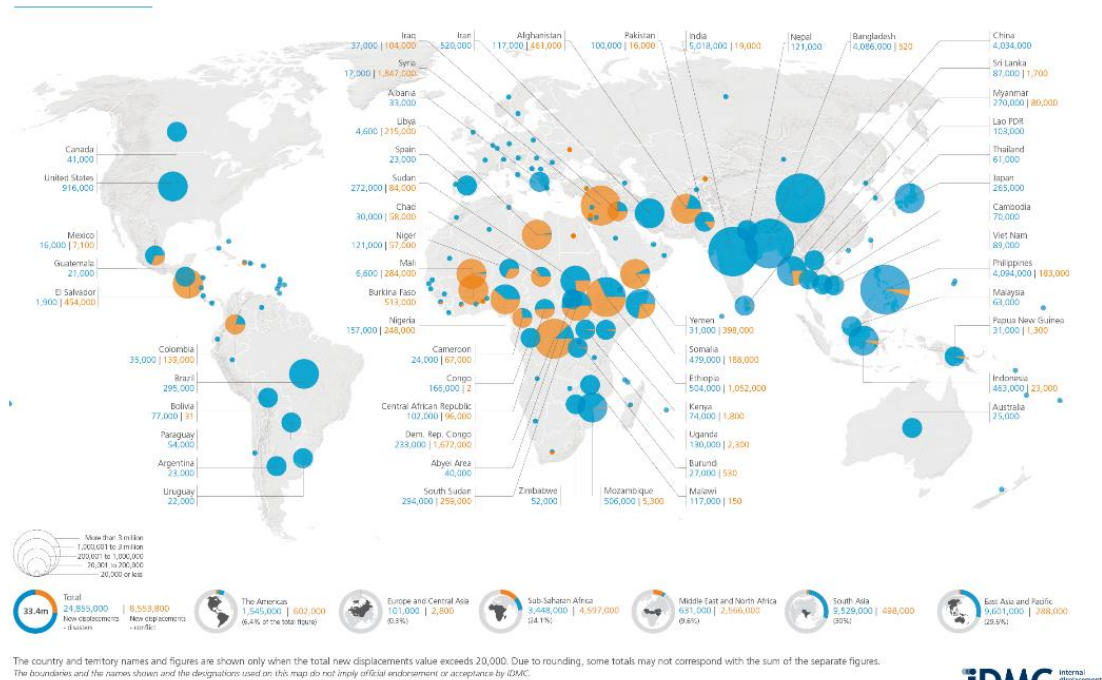 Iraq
37,000 | 104,000
Iran
520,000
Afghanistan
117,000 | 461,000
Pakistan
100,000 | 16,000
India
5,018,000 | 19,000
Nepal
121,000
Bangladesh
4,086,000 | 520
China
4,034,000
Syria
17,000 | 1,847,000
Sri Lanka
87,000 | 1,700
Albania
33,000
Myanmar
270,000 | 80,000
Libya
4,600 | 215,000
Lao PDR
103,000
Canada
41,000
Spain
23,000
Thailand
61,000
United States
916,000
Sudan
272,000 | 84,000
Japan
265,000
Chad
30,000 | 58,000
Cambodia
70,000
Mexico
16,000 | 7,100
Niger
121,000 | 57,000
Viet Nam
89,000
Guatemala
21,000
Mali
6,600 | 284,000
Philippines
4,094,000 | 183,000
El Salvador
1,900 | 454,000
Burkina Faso
513,000
Malaysia
63,000
Nigeria
157,000 | 248,000
Yemen
31,000 | 398,000
Papua New Guinea
31,000 | 1,300
Colombia
35,000 | 139,000
Cameroon
24,000 | 67,000
Somalia
479,000 | 188,000
Brazil
295,000
Congo
166,000 | 2
Ethiopia
504,000 | 1,052,000
Indonesia
463,000 | 23,000
Bolivia
77,000 | 31
Central African Republic
102,000 | 96,000
Kenya
74,000 | 1,800
Australia
25,000
Paraguay
54,000
Dem. Rep. Congo
233,000 | 1,672,000
Uganda
130,000 | 2,300
Argentina
23,000
Abyei Area
40,000
Burundi
27,000 | 530
Uruguay
22,000
South Sudan
294,000 | 259,000
Zimbabwe
52,000
Mozambique
506,000 | 5,300
Malawi
117,000 | 150
More than 3 million
1,000,001 to 3 million
200,001 to 1,000,000
20,001 to 200,000
20,000 or less
33.4m
Total
24,855,000 | 8,553,800
New displacements - disasters
New displacements - conflict
The Americas
1,545,000 | 602,000
(6.4% of the total figure)
Europe and Central Asia
101,000 | 2,800
(0.3%)
Sub-Saharan Africa
3,448,000 | 4,597,000
(24.1%)
Middle East and North Africa
631,000 | 2,566,000
(9.6%)
South Asia
9,529,000 | 498,000
(30%)
East Asia and Pacific
9,601,000 | 288,000
(29.6%)
The country and territory names and figures are shown only when the total new displacements value exceeds 20,000. Due to rounding, some totals may not correspond with the sum of the separate figures.
The boundaries and the names shown and the designations used on this map do not imply official endorsement or acceptance by IDMC.
iDMC
internal